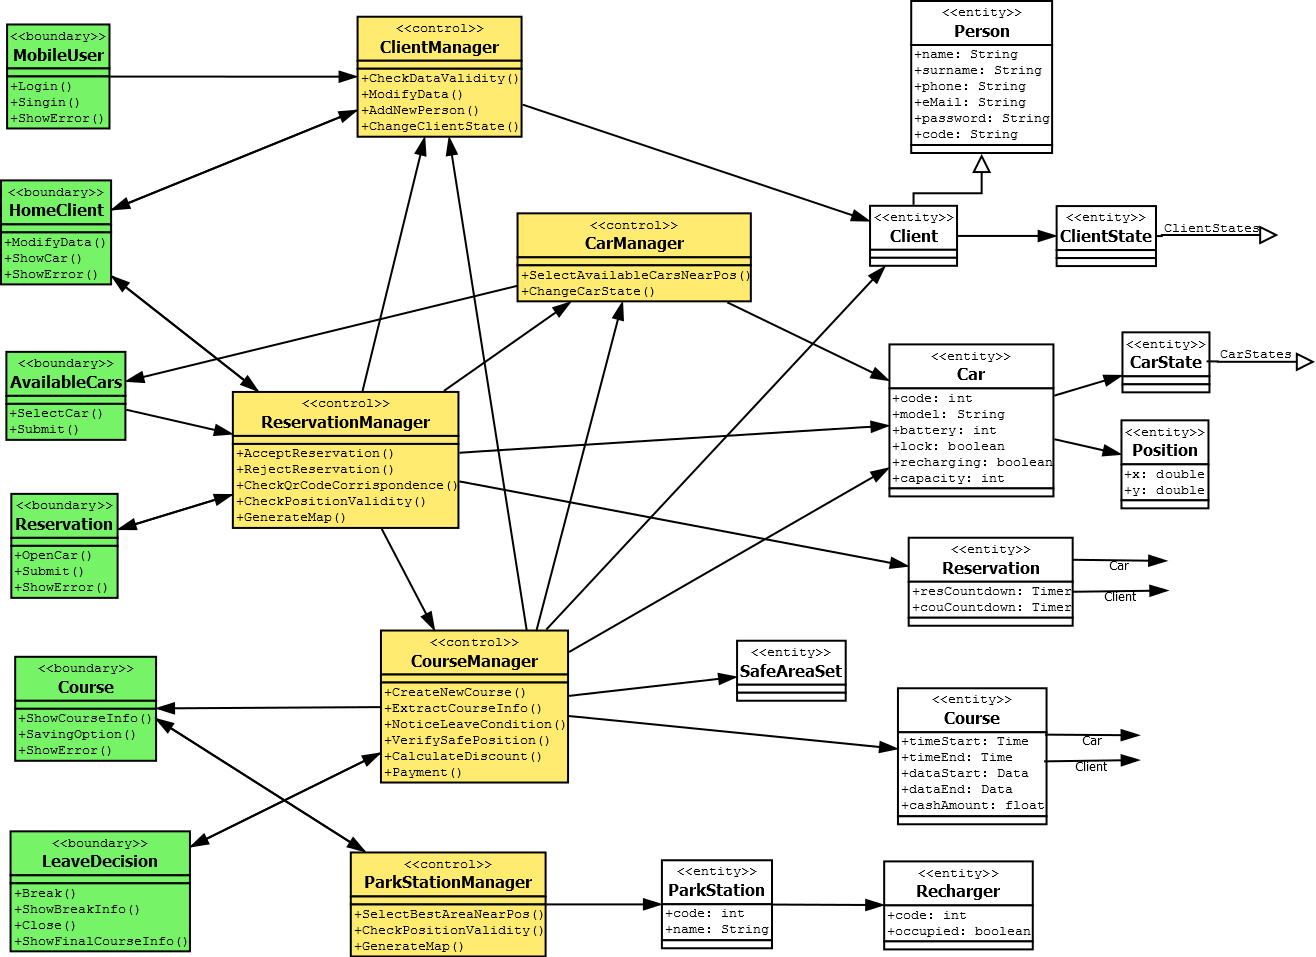 <<boundary>>
MobileUser
+Login()
+Singin()
+ShowError()
<<control>>
ClientManager
+CheckDataValidity()
+ModifyData()
+AddNewPerson()
+ChangeClientState()
<<entity>>
Person
+name: String
+surname: String
+phone: String
+eMail: String
+password: String
+code: String
<<boundary>>
HomeClient
+ModifyData()
+ShowCar()
+ShowError()
<<control>>
CarManager
+SelectAvailableCarsNearPos()
+ChangeCarState()
<<entity>>
Client
<<entity>>
ClientState
ClientStates
<<boundary>>
AvailableCars
+SelectCar()
+Submit()
<<control>>
ReservationManager
+AcceptReservation()
+RejectReservation()
+CheckQrCodeCorrispondence()
+CheckPositionValidity()
+GenerateMap()
<<entity>>
Car
+code: int
+model: String
+battery: int
+lock: boolean
+recharging: boolean
+capacity: int
<<entity>>
CarState
CarStates
<<entity>>
Position
+x: double
+y: double
<<boundary>>
Reservation
+OpenCar()
+Submit()
+ShowError()
<<entity>>
Reservation
+resCountdown: Timer
+couCountdown: Timer
Car
Client
<<boundary>>
Course
+ShowCourseInfo()
+SavingOption()
+ShowError()
<<control>>
CourseManager
+CreateNewCourse()
+ExtractCourseInfo()
+NoticeLeaveCondition()
+VerifySafePosition()
+CalculateDiscount()
+Payment()
<<entity>>
SafeAreaSet
<<entity>>
Course
+timeStart: Time
+timeEnd: Time
+dataStart: Data
+dataEnd: Data
+cashAmount: float
Car
Client
<<boundary>>
LeaveDecision
+Break()
+ShowBreakInfo()
+Close()
+ShowFinalCourseInfo()
<<control>>
ParkStationManager
+SelectBestAreaNearPos()
+CheckPositionValidity()
+GenerateMap()
<<entity>>
ParkStation
+code: int
+name: String
<<entity>>
Recharger
+code: int
+occupied: boolean